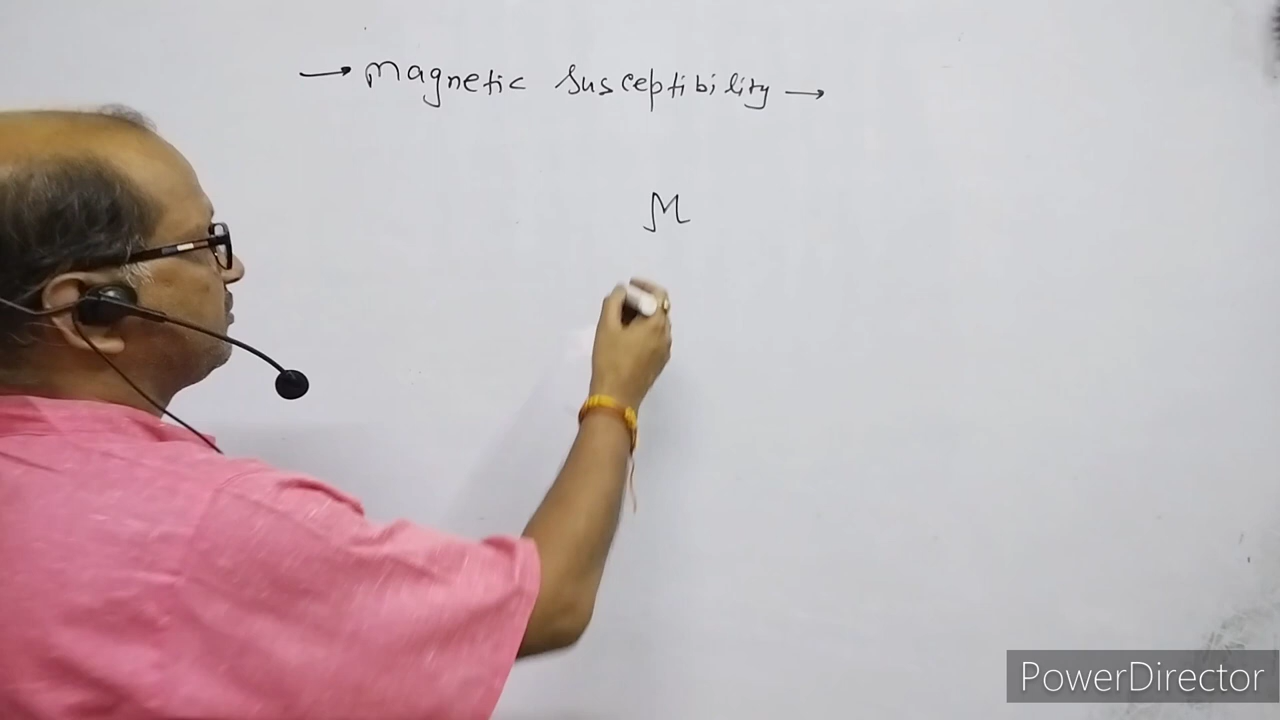 → Magnetic Susceptibility →
M
PowerDirector